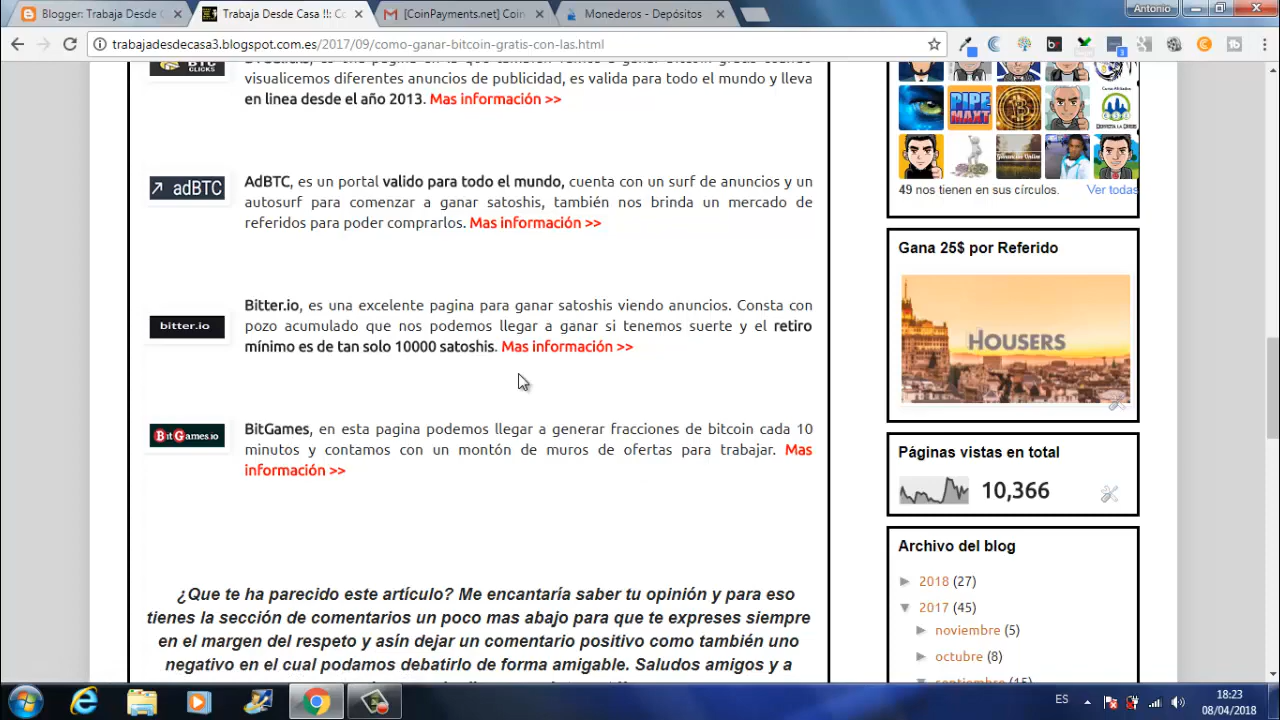 Blogger: Trabaja Desde C
Trabaja Desde Casa !!: Co
[CoinPayments.net] Coin
Monederos - Depósitos
Antonio
trabajadesdecasa3.blogspot.com.es/2017/09/como-ganar-bitcoin-gratis-con-las.html
BTC
CLICKS
visualicemos diferentes anuncios de publicidad, es valida para todo el mundo y lleva
en linea desde el año 2013. Mas información >>
adBTC
AdBTC, es un portal valido para todo el mundo, cuenta con un surf de anuncios y un
autosurf para comenzar a ganar satoshis, también nos brinda un mercado de
referidos para poder comprarlos. Mas información >>
bitter.io
Bitter.io, es una excelente pagina para ganar satoshis viendo anuncios. Consta con
pozo acumulado que nos podemos llegar a ganar si tenemos suerte y el retiro
mínimo es de tan solo 10000 satoshis. Mas información >>
BitGames.io
BitGames, en esta pagina podemos llegar a generar fracciones de bitcoin cada 10
minutos y contamos con un montón de muros de ofertas para trabajar. Mas
información >>
¿Que te ha parecido este artículo? Me encantaría saber tu opinión y para eso
tienes la sección de comentarios un poco mas abajo para que te expreses siempre
en el margen del respeto y asín dejar un comentario positivo como también uno
negativo en el cual podamos debatirlo de forma amigable. Saludos amigos y a
PIPE
MAXT
49 nos tienen en sus círculos.
Ver todas
Gana 25$ por Referido
HOUSERS
Páginas vistas en total
10,366
Archivo del blog
► 2018 (27)
▼ 2017 (45)
► noviembre (5)
► octubre (8)
septiembre (15)
ES
18:23
08/04/2018